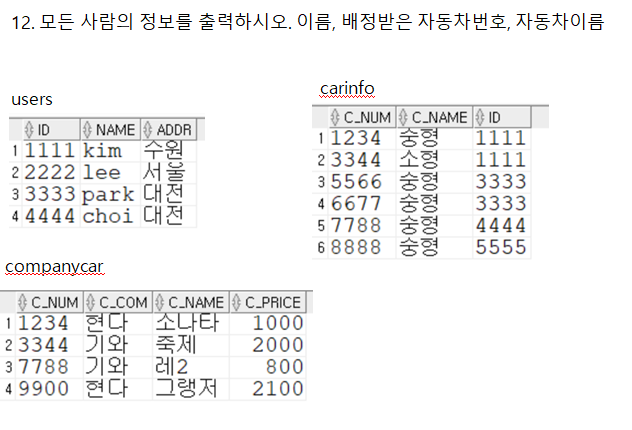 12. 모든 사람의 정보를 출력하시오. 이름, 배정받은 자동차번호, 자동차이름
users
ID NAME ADDR
1 1111 kim 수원
2 2222 lee 서울
3 3333 park 대전
4 4444 choi 대전
carinfo
C_NUM C_NAME ID
1 1234 중형 1111
2 3344 소형 1111
3 5566 중형 3333
4 6677 중형 3333
5 7788 중형 4444
6 8888 중형 5555
companycar
C_NUM C_COM C_NAME C_PRICE
1 1234 현다 소나타 1000
2 3344 기와 죽제 2000
3 7788 기와 레2 800
4 9900 현다 그랭저 2100